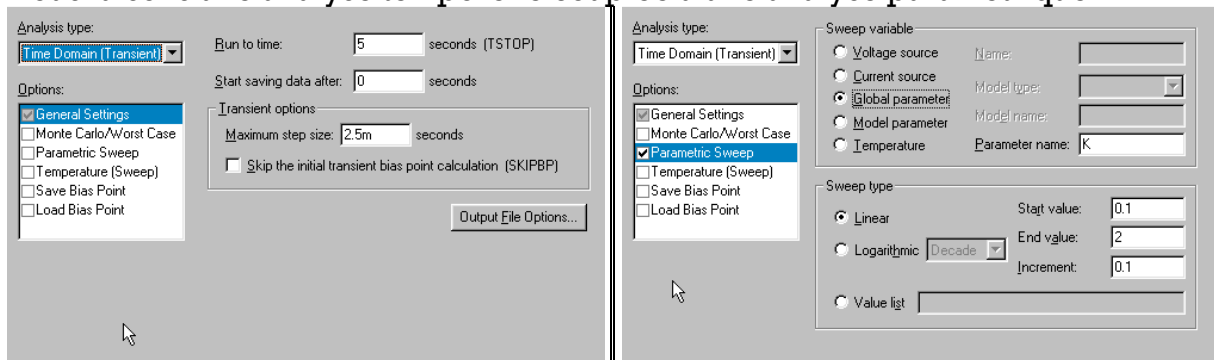 Analysis type:
Time Domain (Transient)
Options:
General Settings
Monte Carlo/Worst Case
Parametric Sweep
Temperature (Sweep)
Save Bias Point
Load Bias Point
Run to time: 5 seconds (TSTOP)
Start saving data after: 0 seconds
Transient options
Maximum step size: 2.5m seconds
Skip the initial transient bias point calculation (SKIPBP)
Output File Options...
Analysis type:
Time Domain (Transient)
Options:
General Settings
Monte Carlo/Worst Case
Parametric Sweep
Temperature (Sweep)
Save Bias Point
Load Bias Point
Sweep variable
Voltage source
Current source
Global parameter
Model parameter
Temperature
Name:
Model type:
Model name:
Parameter name: K
Sweep type
Linear
Logarithmic Decade
Value list
Start value: 0.1
End value: 2
Increment: 0.1